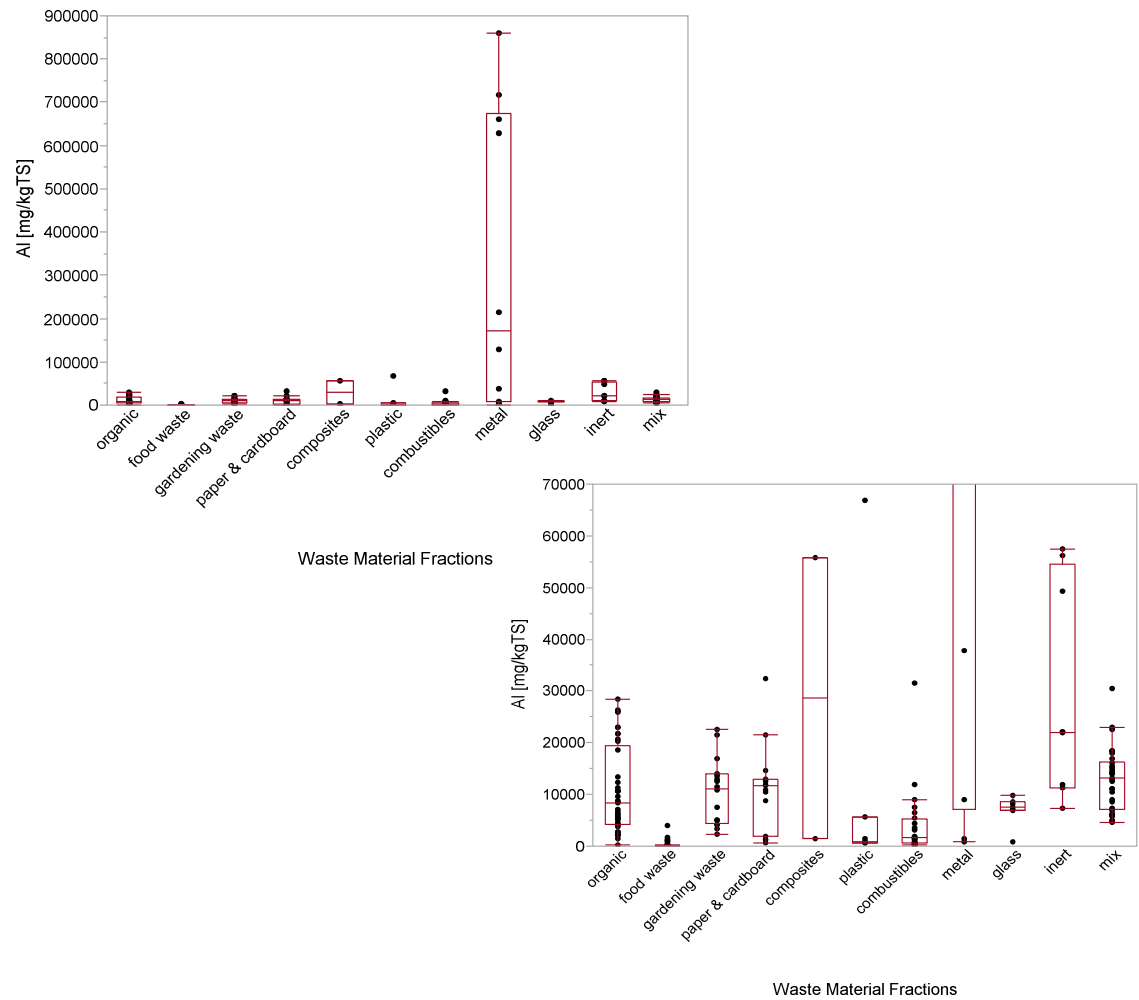 900000
800000
700000
600000
500000
400000
300000
200000
100000
0
Al [mg/kgTS]
organic
food waste
gardening waste
paper & cardboard
composites
plastic
combustibles
metal
glass
inert
mix
Waste Material Fractions
70000
60000
50000
40000
30000
20000
10000
0
Al [mg/kgTS]
organic
food waste
gardening waste
paper & cardboard
composites
plastic
combustibles
metal
glass
inert
mix
Waste Material Fractions